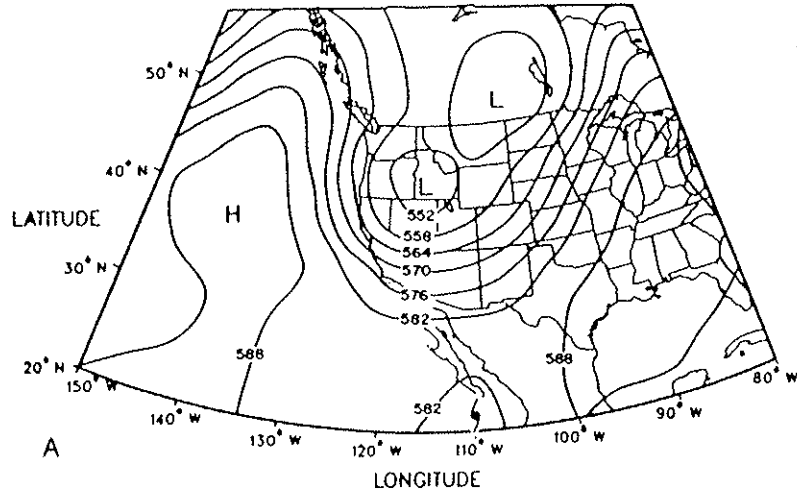 50° N
L
40° N
L
H
552
LATITUDE
558
564
30° N
570
576
582
588
588
20° N
150° W
80° W
582
140° W
90° W
130° W
100° W
A
120° W
110° W
LONGITUDE